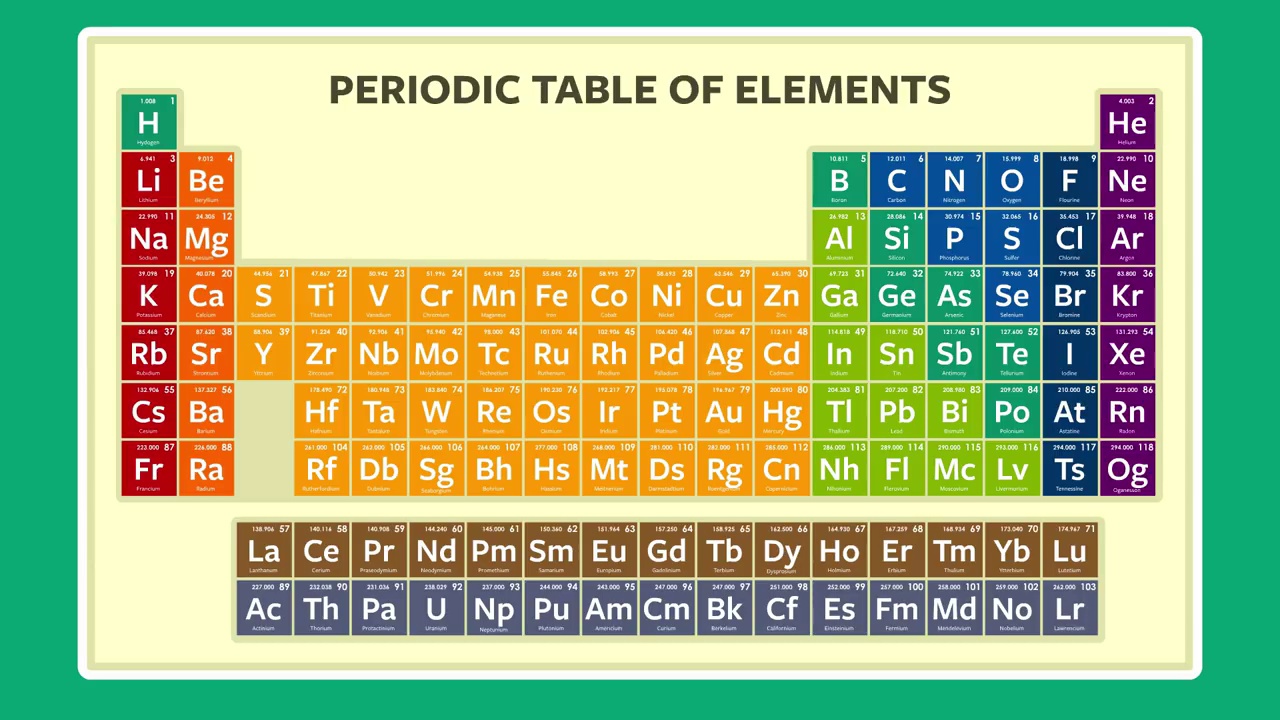 PERIODIC TABLE OF ELEMENTS
1.008 1 4.003 2
H He
Hydogen Helium
6.941 3 9.012 4 10.811 5 12.011 6 14.007 7 15.999 8 18.998 9 22.990 10
Li Be B C N O F Ne
Lithium Beryllium Boron Carbon Nitrogen Oxygen Flourine Neon
22.990 11 24.305 12 26.982 13 28.086 14 30.974 15 32.065 16 35.453 17 39.948 18
Na Mg Al Si P S Cl Ar
Sodium Magnesium Aluminium Silicon Phosphorus Sulfer Chlorine Argon
39.098 19 40.078 20 44.956 21 47.867 22 50.942 23 51.996 24 54.938 25 55.845 26 58.993 27 58.693 28 63.546 29 65.390 30 69.723 31 72.640 32 74.922 33 78.960 34 79.904 35 83.800 36
K Ca S Ti V Cr Mn Fe Co Ni Cu Zn Ga Ge As Se Br Kr
Potassium Calcium Scandium Titanium Chromium Iron Cobalt Nickel Copper Zinc Gallium Germanium Arsenic Selenium Bromine Krypton
85.468 37 87.620 38 88.906 39 91.224 40 92.906 41 95.940 42 98.000 43 101.070 44 102.906 45 106.420 46 107.868 47 112.411 48 114.818 49 118.710 50 121.760 51 127.600 52 126.905 53 131.293 54
Rb Sr Y Zr Nb Mo Tc Ru Rh Pd Ag Cd In Sn Sb Te I Xe
Rubidium Strontium Yttrium Zirconium Niobium Ruthenium Rhodium Palladium Silver Cadmium Indium Tin Antimony Tellurium Iodine Xenon
132.906 55 137.327 56 178.490 72 180.948 73 183.840 74 186.207 75 190.230 76 192.217 77 195.078 78 196.967 79 200.590 80 204.383 81 207.200 82 208.980 83 209.000 84 210.000 85 222.000 86
Cs Ba Hf Ta W Re Os Ir Pt Au Hg Tl Pb Bi Po At Rn
Barium Hafnium Tungsten Rhenium Osmium Iridium Platinum Gold Mercury Thallium Lead Bismuth Polonium Astatine Radon
223.000 87 226.000 88 261.000 104 262.000 105 266.000 106 264.000 107 277.000 108 268.000 109 281.000 110 282.000 111 285.000 112 286.000 113 289.000 114 290.000 115 293.000 116 294.000 117 294.000 118
Fr Ra Rf Db Sg Bh Hs Mt Ds Rg Cn Nh Fl Mc Lv Ts Og
Francium Radium Rutherfordium Dubnium Seaborgium Bohrium Hassium Meitnerium Darmstadtium Roentgenium Copernicium Nihonium Flerovium Moscovium Livermorium Tennessine Oganesson
138.906 57 140.116 58 140.908 59 144.240 60 145.000 61 150.360 62 151.964 63 157.250 64 158.925 65 162.500 66 164.930 67 167.259 68 168.934 69 173.040 70 174.967 71
La Ce Pr Nd Pm Sm Eu Gd Tb Dy Ho Er Tm Yb Lu
Lanthanum Cerium Praseodymium Neodymium Promethium Samarium Europium Gadolinium Terbium Dysprosium Holmium Erbium Thulium Ytterbium Lutetium
227.000 89 232.038 90 231.036 91 238.029 92 237.000 93 244.000 94 243.000 95 247.000 96 247.000 97 251.000 98 252.000 99 257.000 100 258.000 101 259.000 102 262.000 103
Ac Th Pa U Np Pu Am Cm Bk Cf Es Fm Md No Lr
Actinium Thorium Protactinium Uranium Neptunium Plutonium Americium Curium Berkelium Californium Einsteinium Fermium Mendelevium Nobelium Lawrencium